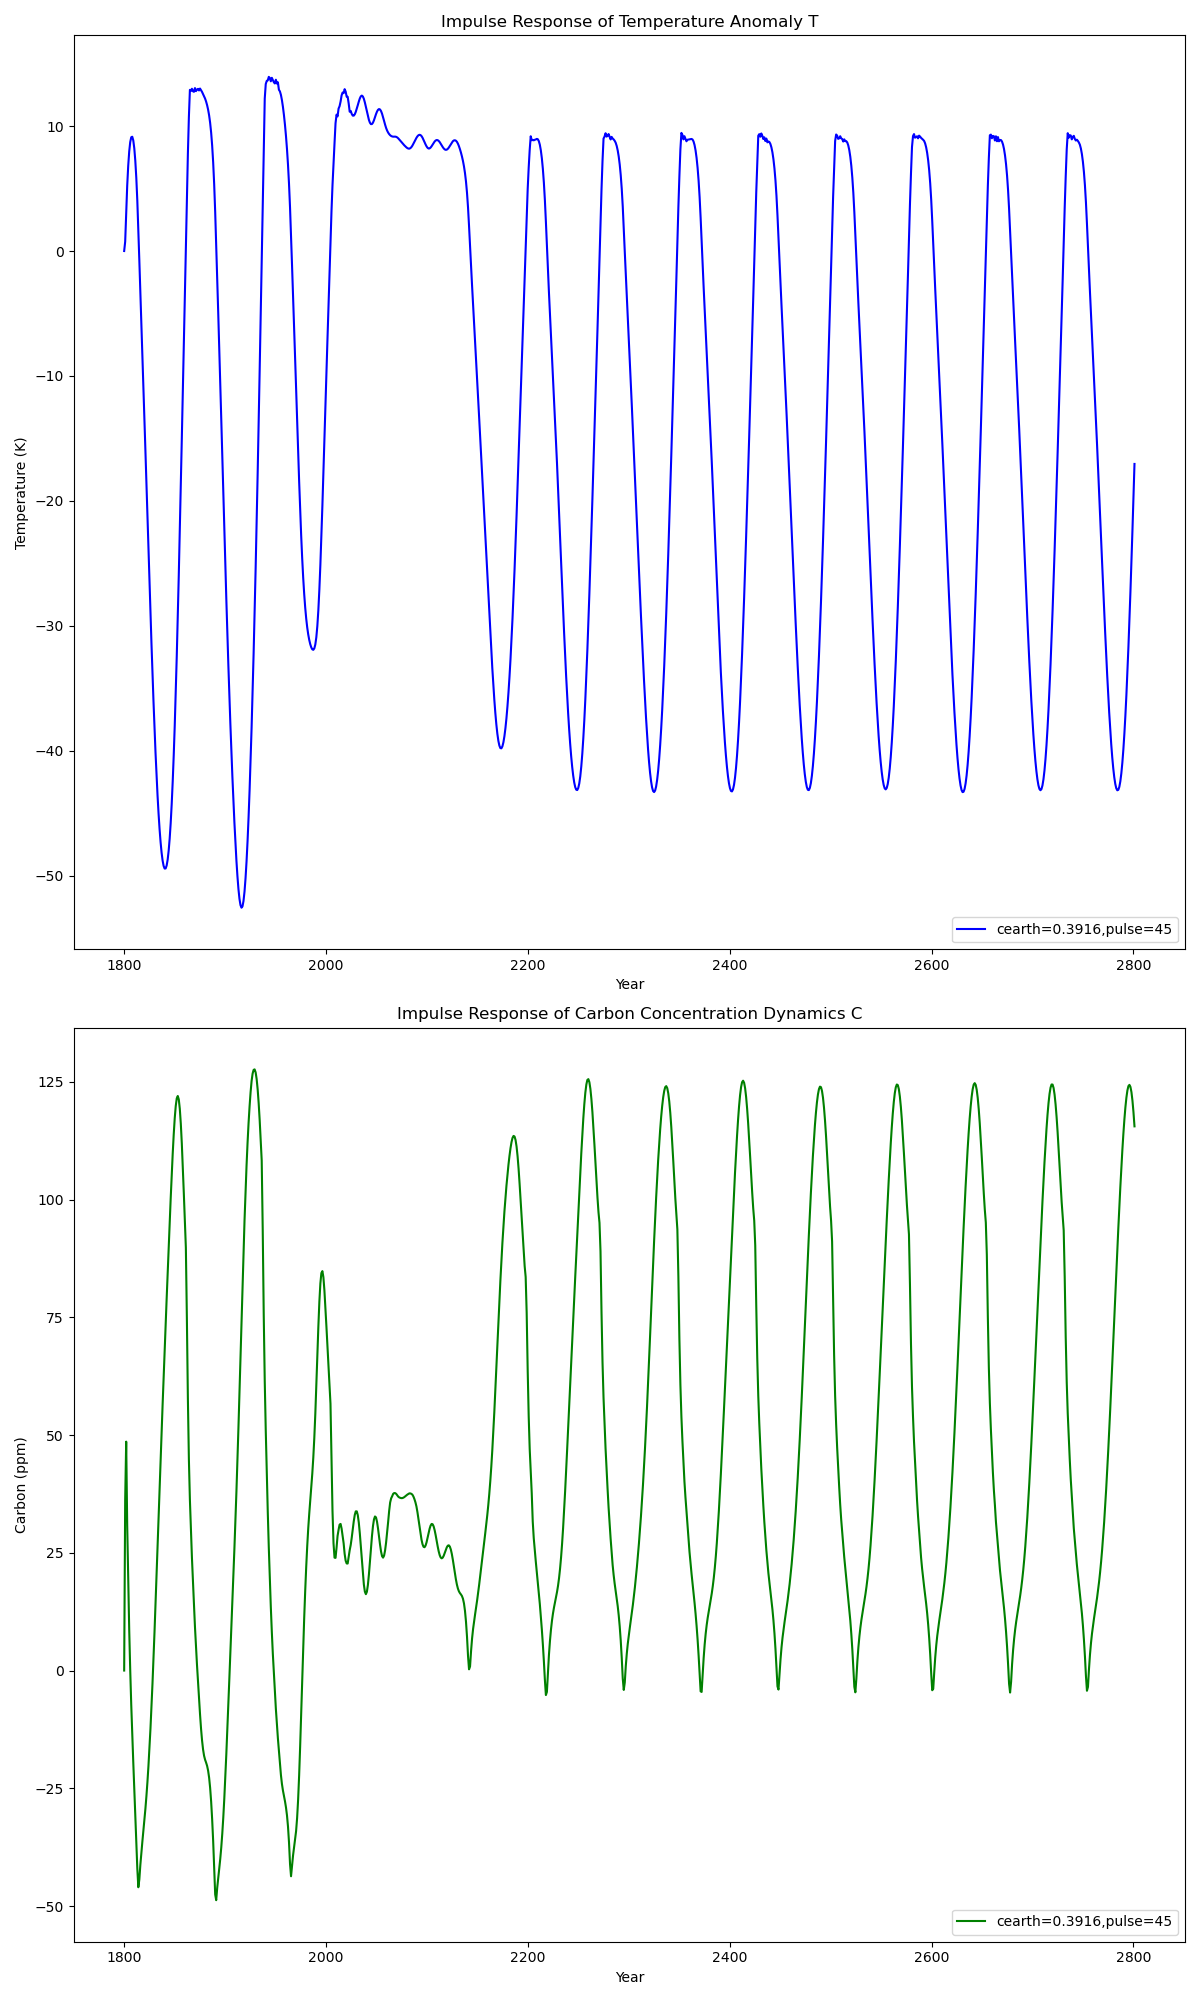 Impulse Response of Temperature Anomaly T
10
0
−10
−20
−30
−40
−50
Temperature (K)
cearth=0.3916,pulse=45
1800 2000 2200 2400 2600 2800
Year
Impulse Response of Carbon Concentration Dynamics C
125
100
75
50
25
0
−25
−50
Carbon (ppm)
cearth=0.3916,pulse=45
1800 2000 2200 2400 2600 2800
Year